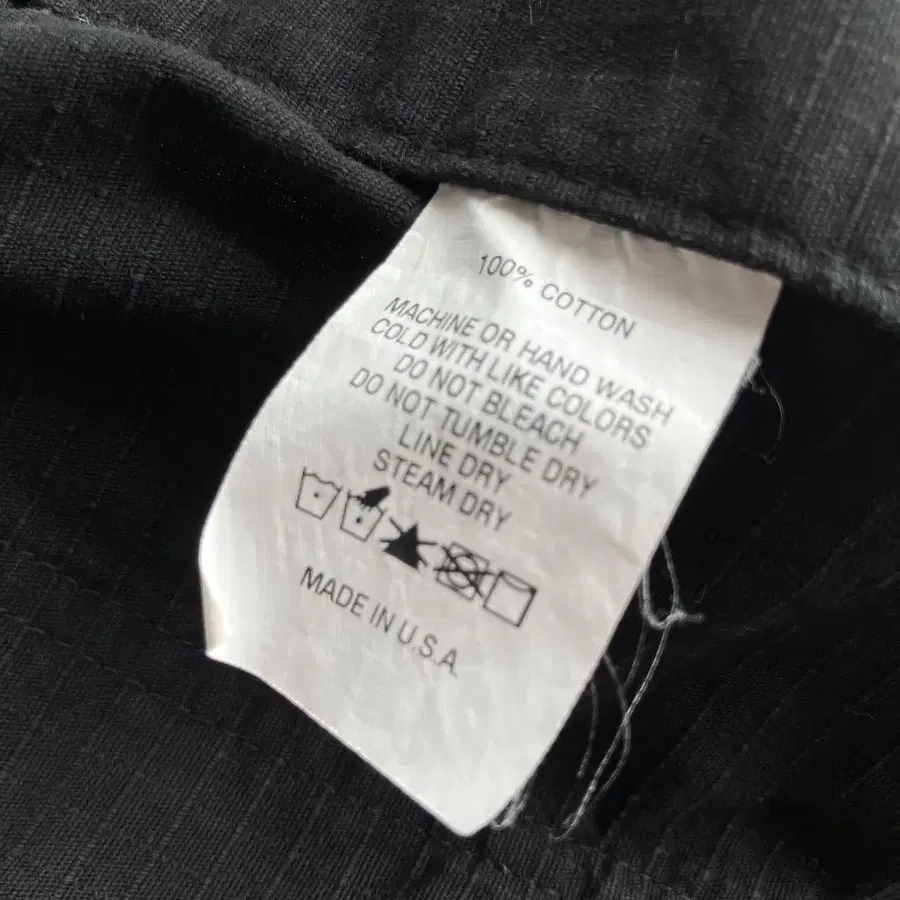 100% COTTON
MACHINE OR HAND WASH
COLD WITH LIKE COLORS
DO NOT BLEACH
DO NOT TUMBLE DRY
LINE DRY
STEAM DRY
MADE IN U.S.A.